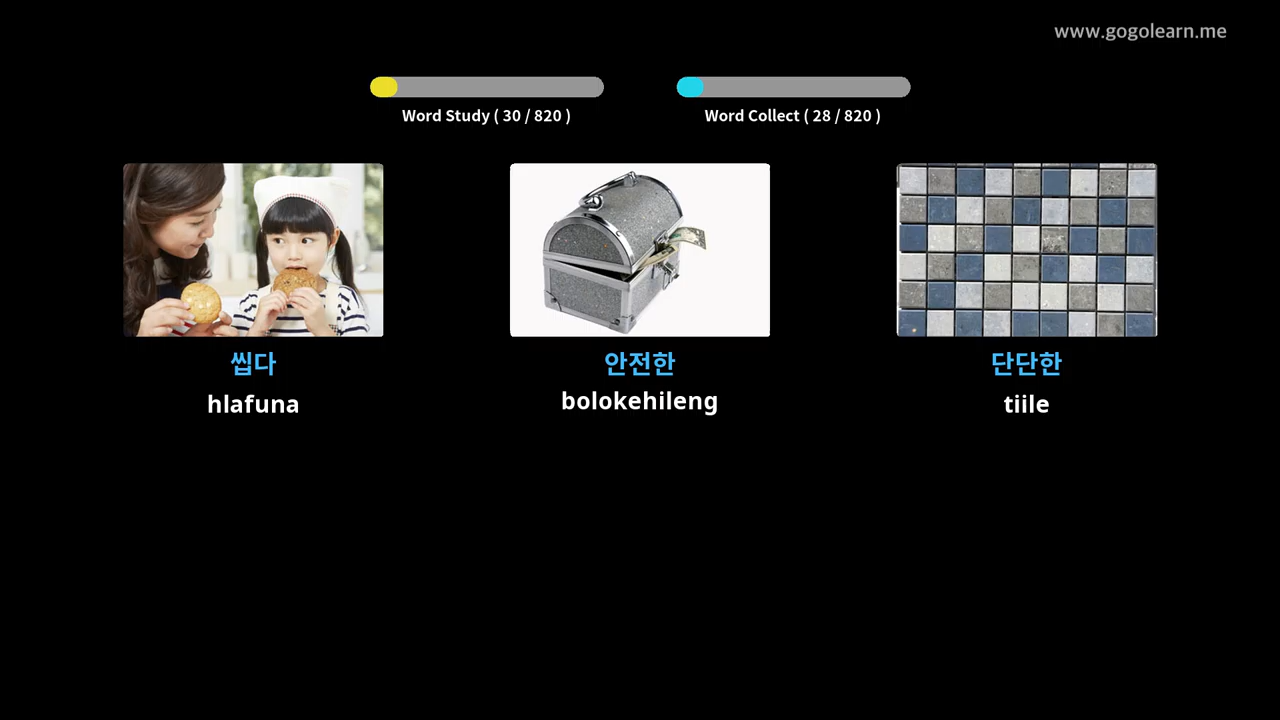 www.gogolearn.me
Word Study ( 30 / 820 )
Word Collect ( 28 / 820 )
씹다
안전한
단단한
hlafuna
bolokehileng
tiile